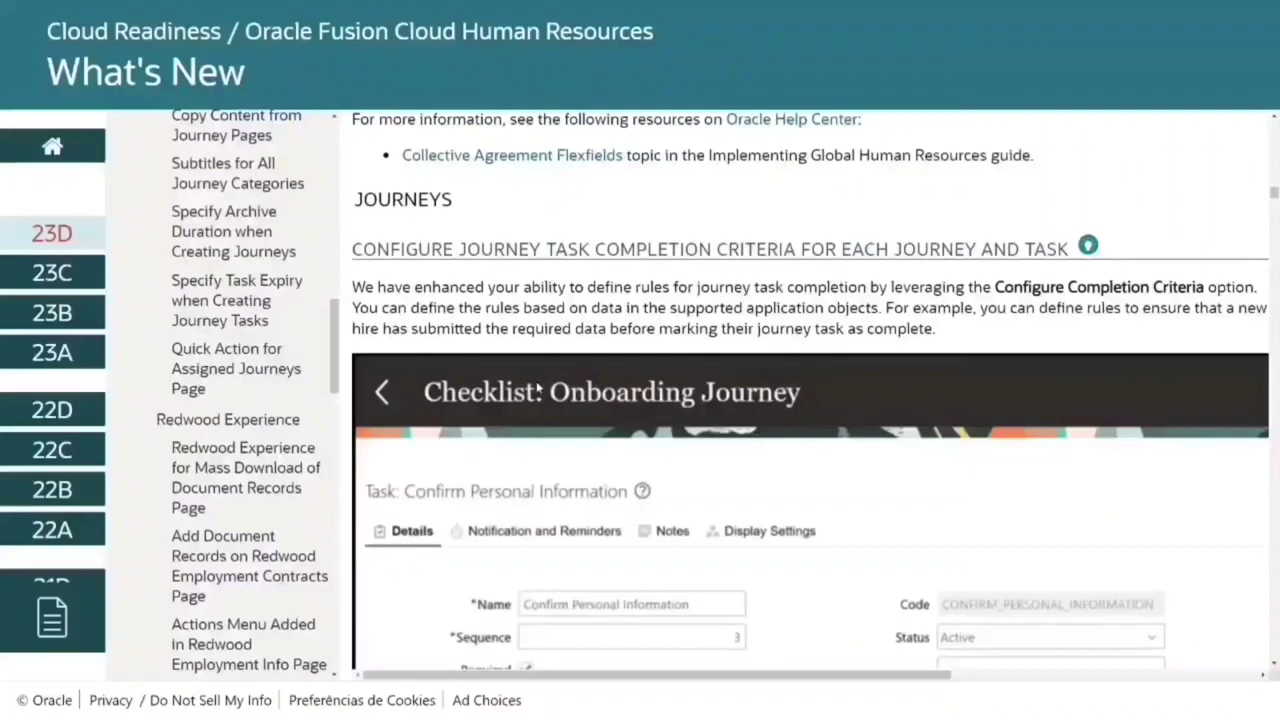 Cloud Readiness / Oracle Fusion Cloud Human Resources
What's New
23D
23C
23B
23A
22D
22C
22B
22A
21D
Copy Content from
Journey Pages
Subtitles for All
Journey Categories
Specify Archive
Duration when
Creating Journeys
Specify Task Expiry
when Creating
Journey Tasks
Quick Action for
Assigned Journeys
Page
Redwood Experience
Redwood Experience
for Mass Download of
Document Records
Page
Add Document
Records on Redwood
Employment Contracts
Page
Actions Menu Added
in Redwood
Employment Info Page
For more information, see the following resources on Oracle Help Center:
• Collective Agreement Flexfields topic in the Implementing Global Human Resources guide.
JOURNEYS
CONFIGURE JOURNEY TASK COMPLETION CRITERIA FOR EACH JOURNEY AND TASK
We have enhanced your ability to define rules for journey task completion by leveraging the Configure Completion Criteria option.
You can define the rules based on data in the supported application objects. For example, you can define rules to ensure that a new
hire has submitted the required data before marking their journey task as complete.
Checklist: Onboarding Journey
Task: Confirm Personal Information
Details Notification and Reminders Notes Display Settings
*Name Confirm Personal Information Code CONFIRM_PERSONAL_INFORMATION
*Sequence 3 Status Active
Required
© Oracle | Privacy / Do Not Sell My Info | Preferências de Cookies | Ad Choices